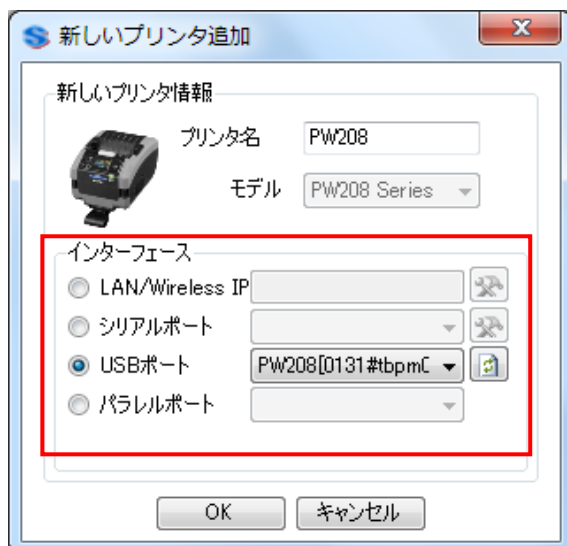 新しいプリンタ追加
新しいプリンタ情報
プリンタ名 PW208
モデル PW208 Series
インターフェース
LAN/Wireless IP
シリアルポート
USBポート PW208[0131#tbpm
パラレルポート
OK キャンセル